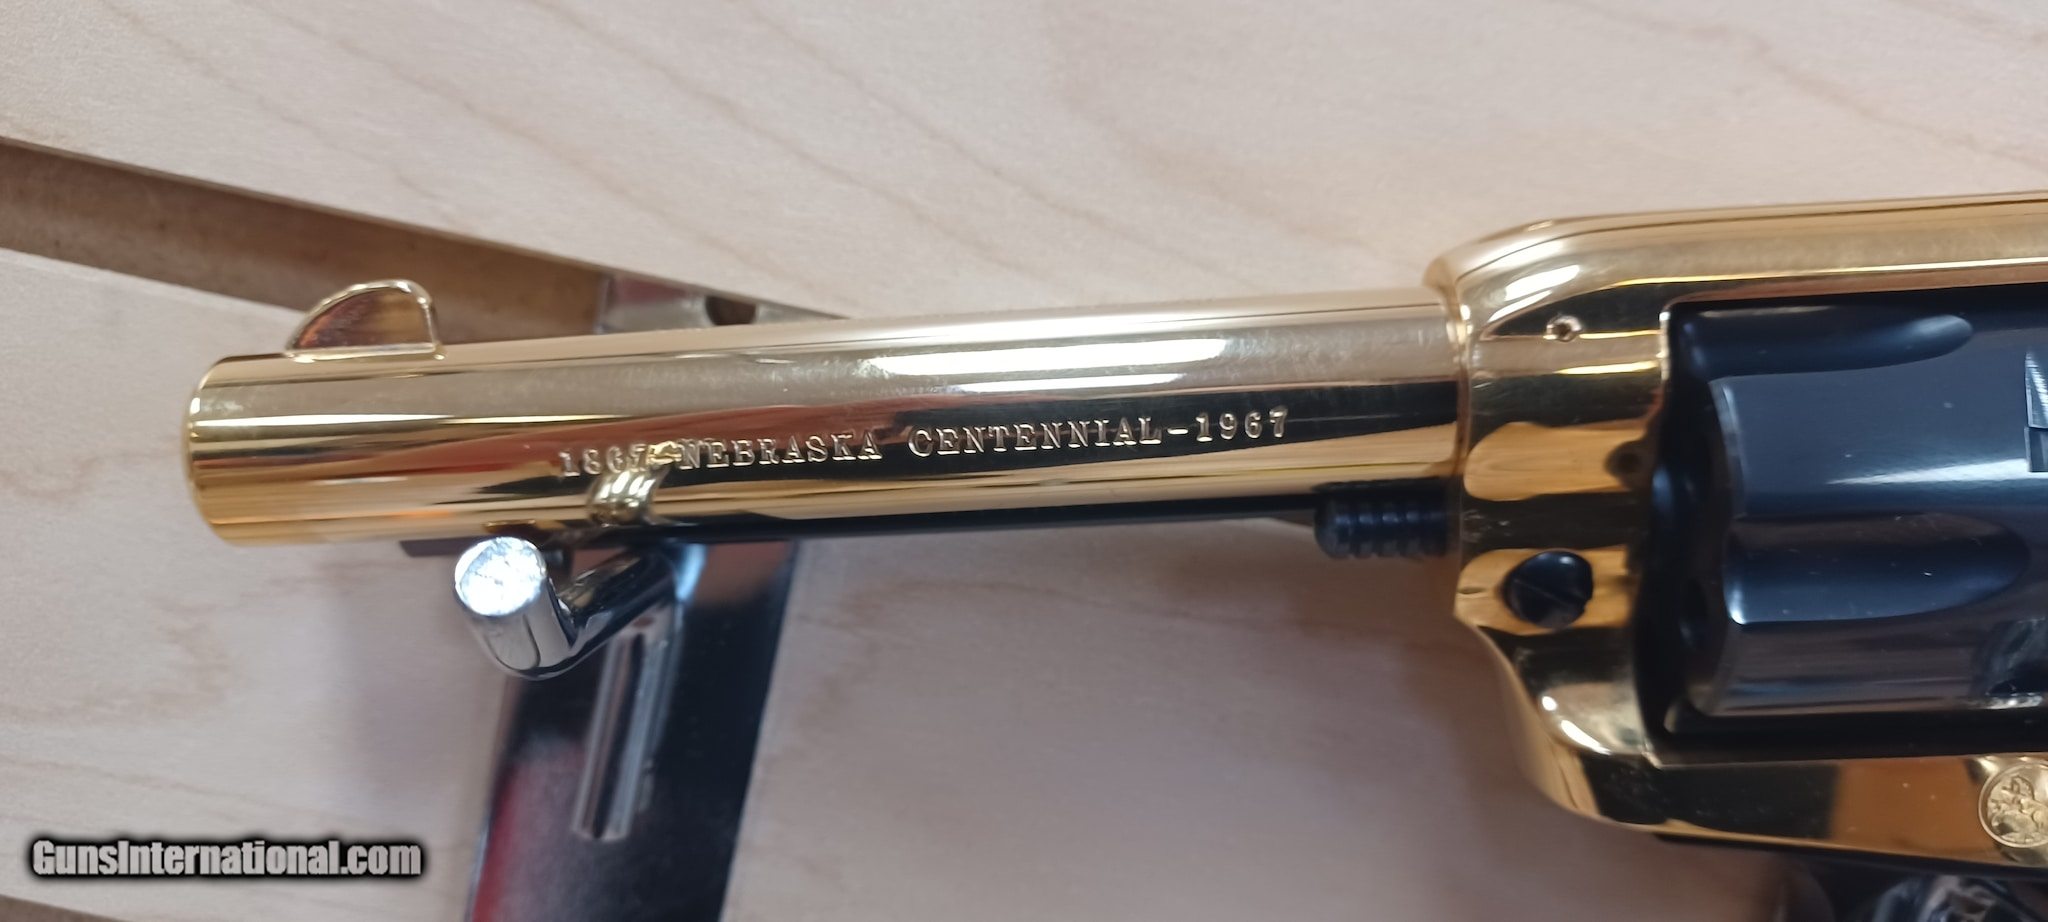 1867-NEBRASKA CENTENNIAL-1967
GunsInternational.com